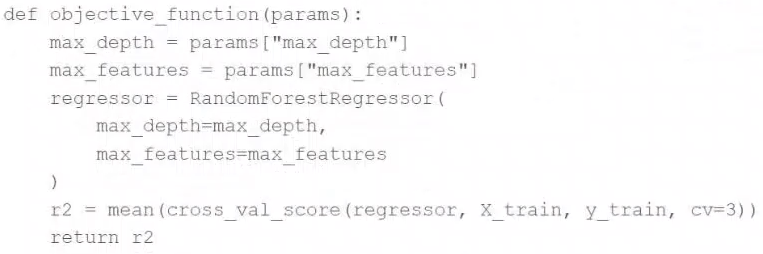 def objective_function(params):
    max_depth = params["max_depth"]
    max_features = params["max_features"]
    regressor = RandomForestRegressor(
        max_depth=max_depth,
        max_features=max_features
    )
    r2 = mean(cross_val_score(regressor, X_train, y_train, cv=3))
    return r2